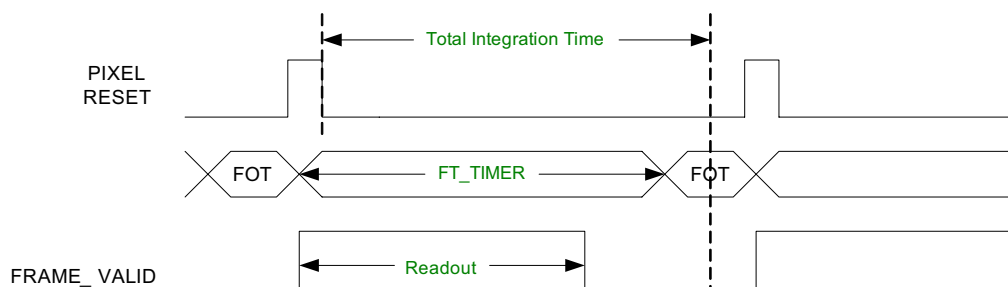 Total Integration Time
PIXEL
RESET
FOT
FT_TIMER
FOT
Readout
FRAME_ VALID